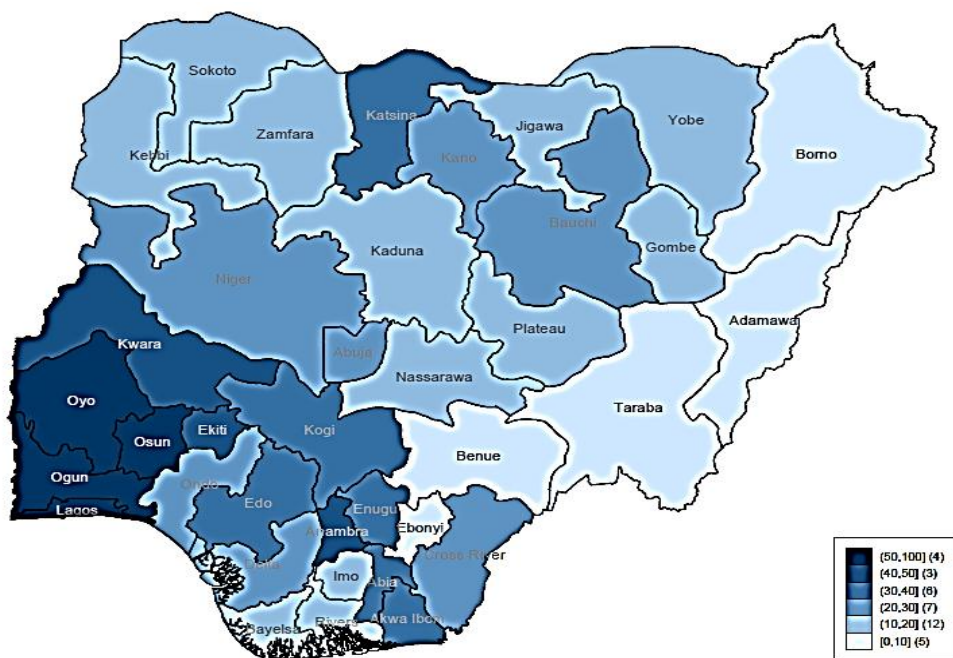 Sokoto
Katsina
Zamfara
Jigawa
Yobe
Kebbi
Kano
Borno
Bauchi
Kaduna
Gombe
Niger
Adamawa
Plateau
Kwara
Abuja
Nassarawa
Oyo
Taraba
Ekiti
Kogi
Osun
Benue
Ogun
Ondo
Edo
Lagos
Enugu
Anambra
Ebonyi
Cross River
Delta
Imo
Abia
Akwa Ibom
Rivers
Bayelsa
(50,100] (4)
(40,50] (3)
(30,40] (6)
(20,30] (7)
(10,20] (12)
[0,10] (5)